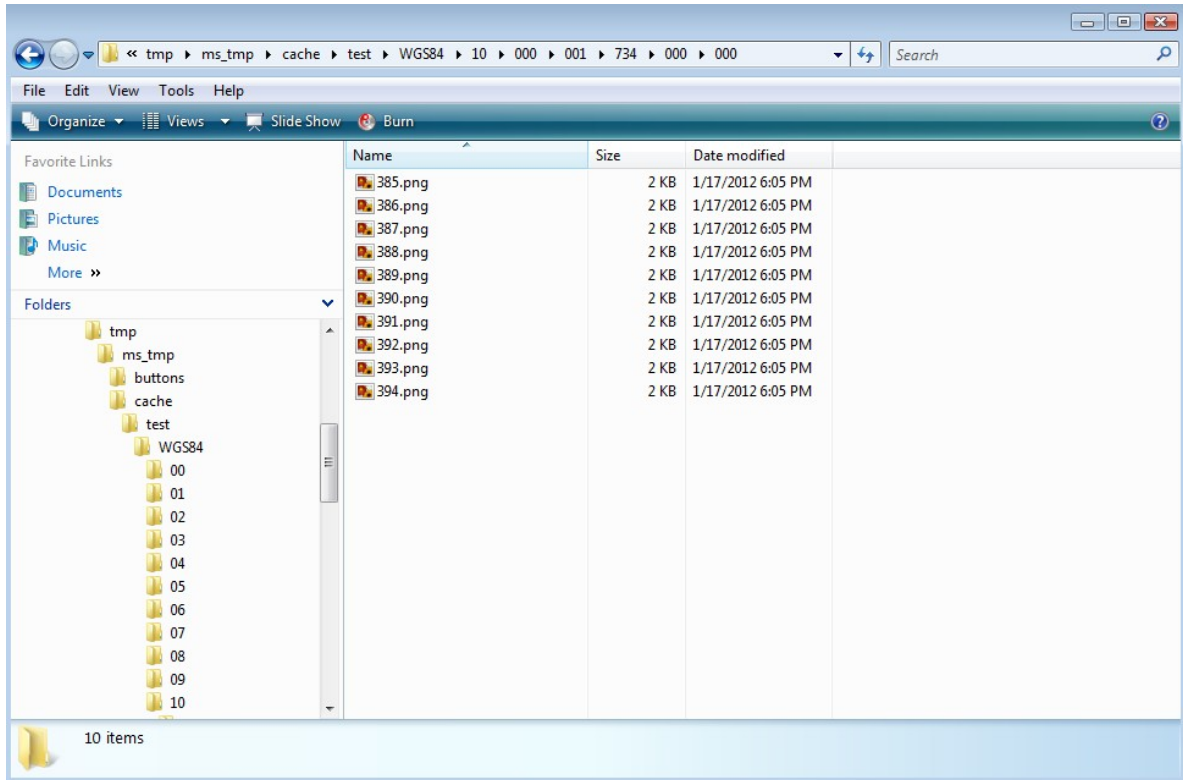 « tmp ▸ ms_tmp ▸ cache ▸ test ▸ WGS84 ▸ 10 ▸ 000 ▸ 001 ▸ 734 ▸ 000 ▸ 000 Search
File Edit View Tools Help
Organize Views Slide Show Burn
Favorite Links
Documents
Pictures
Music
More »
Folders
tmp
ms_tmp
buttons
cache
test
WGS84
00
01
02
03
04
05
06
07
08
09
10
Name Size Date modified
385.png 2 KB 1/17/2012 6:05 PM
386.png 2 KB 1/17/2012 6:05 PM
387.png 2 KB 1/17/2012 6:05 PM
388.png 2 KB 1/17/2012 6:05 PM
389.png 2 KB 1/17/2012 6:05 PM
390.png 2 KB 1/17/2012 6:05 PM
391.png 2 KB 1/17/2012 6:05 PM
392.png 2 KB 1/17/2012 6:05 PM
393.png 2 KB 1/17/2012 6:05 PM
394.png 2 KB 1/17/2012 6:05 PM
10 items